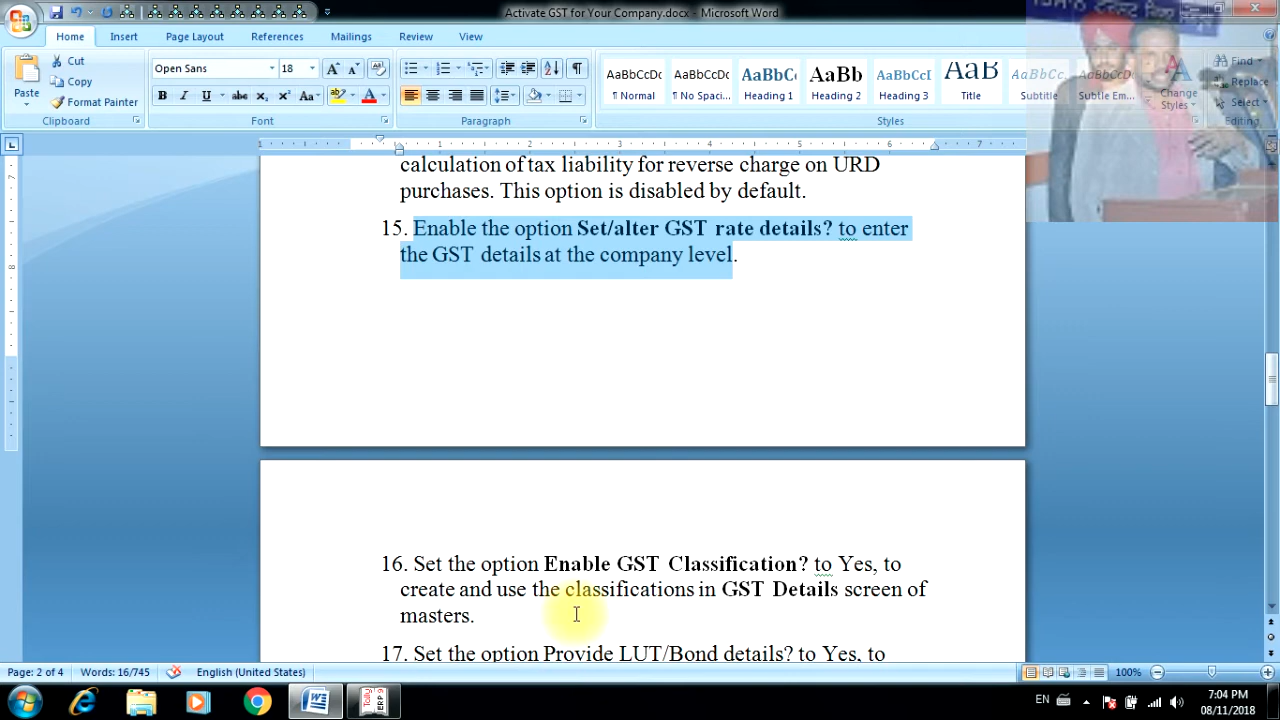 Activate GST for Your Company.docx - Microsoft Word
Home Insert Page Layout References Mailings Review View
Paste Cut Copy Format Painter
Open Sans 18
AaBbCcDc AaBbCcDc AaBbC AaBb AaBbCcI AaB AaBbCcDc AaBbCcDc
¶ Normal ¶ No Spaci... Heading 1 Heading 2 Heading 3 Title Subtitle Subtle Em...
Change Styles
Find Replace Select
Clipboard Font Paragraph Styles Editing
calculation of tax liability for reverse charge on URD
purchases. This option is disabled by default.
15. Enable the option Set/alter GST rate details? to enter
the GST details at the company level.
16. Set the option Enable GST Classification? to Yes, to
create and use the classifications in GST Details screen of
masters.
17. Set the option Provide LUT/Bond details? to Yes, to
Page: 2 of 4 Words: 16/745 English (United States) 100%
EN 7:04 PM
08/11/2018